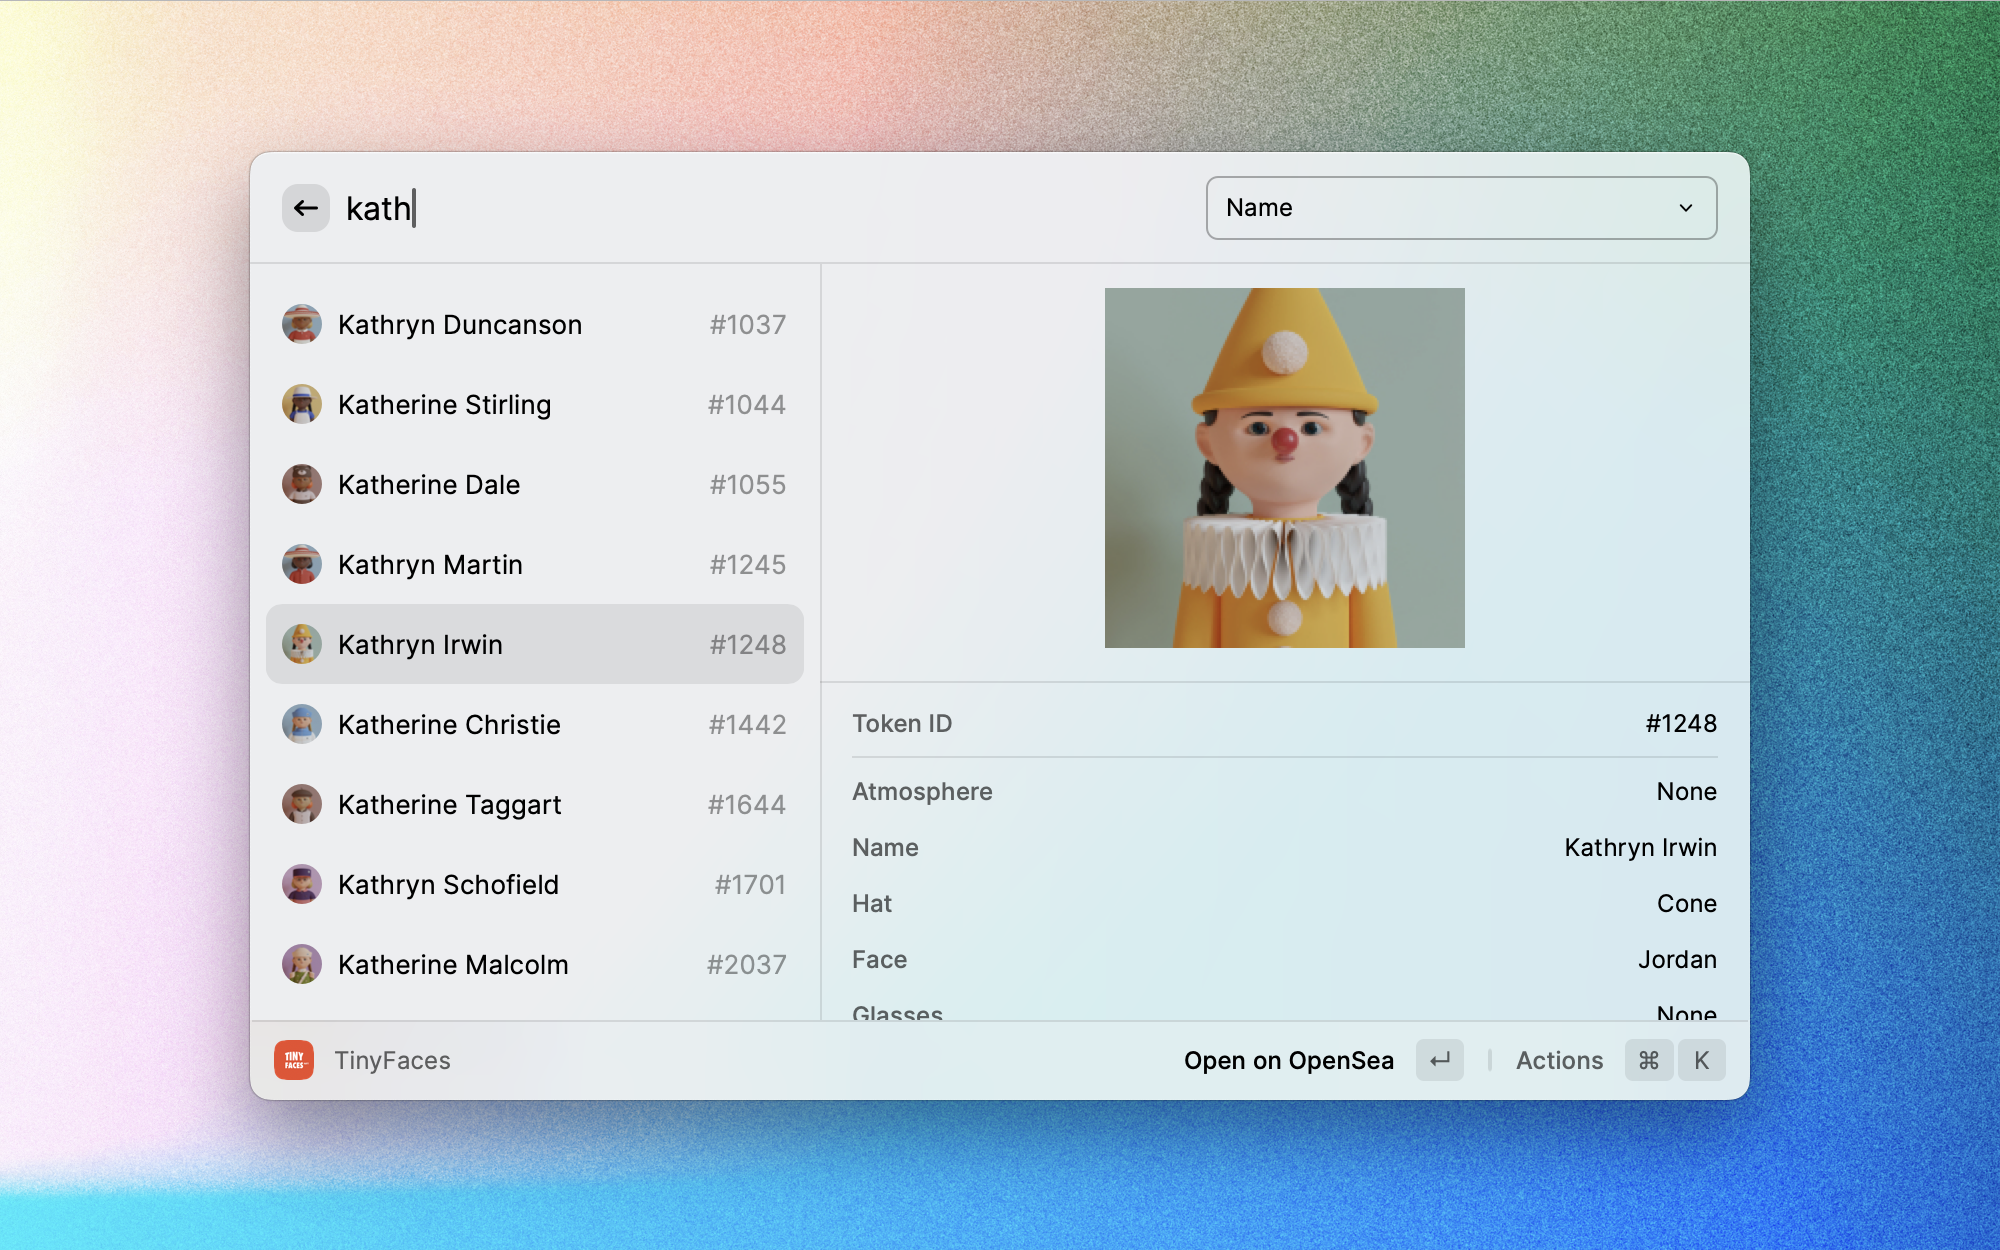 kath
Name
Kathryn Duncanson #1037
Katherine Stirling #1044
Katherine Dale #1055
Kathryn Martin #1245
Kathryn Irwin #1248
Katherine Christie #1442
Katherine Taggart #1644
Kathryn Schofield #1701
Katherine Malcolm #2037
Token ID #1248
Atmosphere None
Name Kathryn Irwin
Hat Cone
Face Jordan
Glasses None
TINY
FACES
TinyFaces
Open on OpenSea
Actions ⌘ K